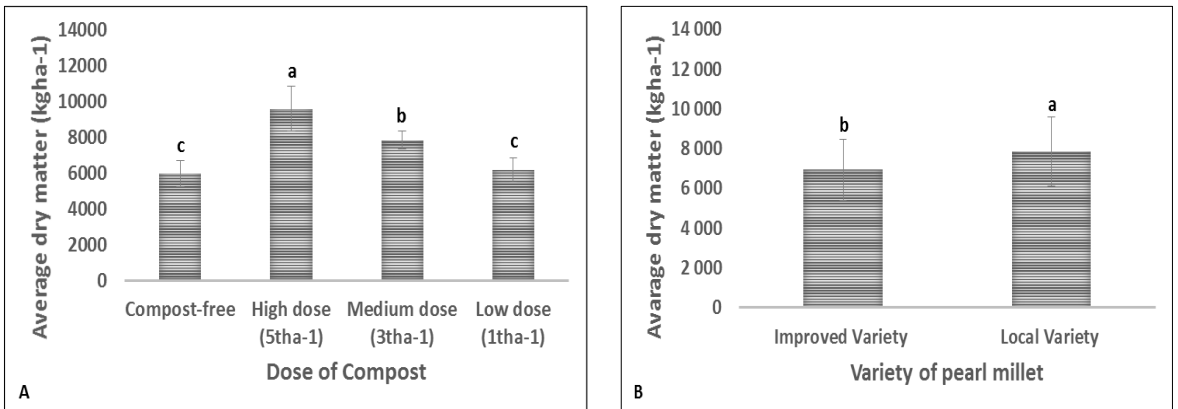 Average dry matter (kgha-1)
14000
12000
10000
8000
6000
4000
2000
0
c
a
b
c
Compost-free
High dose
(5tha-1)
Medium dose
(3tha-1)
Low dose
(1tha-1)
Dose of Compost
A
Avarage dry matter (kgha-1)
14 000
12 000
10 000
8 000
6 000
4 000
2 000
0
b
a
Improved Variety
Local Variety
Variety of pearl millet
B